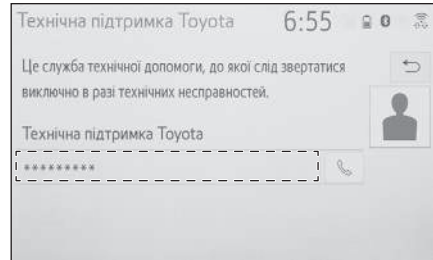 Технічна підтримка Toyota 6:55
Це служба технічної допомоги, до якої слід звертатися
виключно в разі технічних несправностей.
Технічна підтримка Toyota
*********